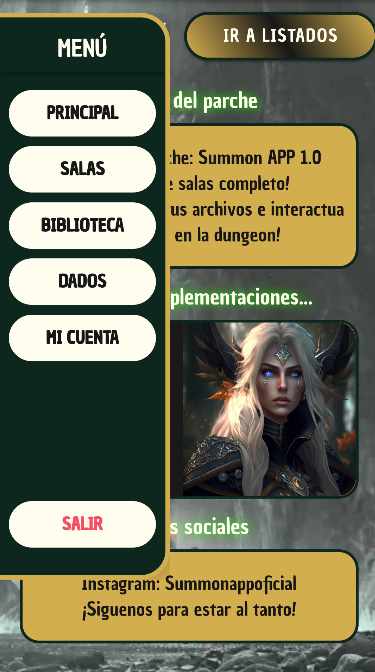 MENÚ
IR A LISTADOS
PRINCIPAL
SALAS
BIBLIOTECA
DADOS
MI CUENTA
SALIR
del parche
he: Summon APP 1.0
salas completo!
us archivos e interactua
en la dungeon!
plementaciones...
s sociales
Instagram: Summonappoficial
¡Siguenos para estar al tanto!